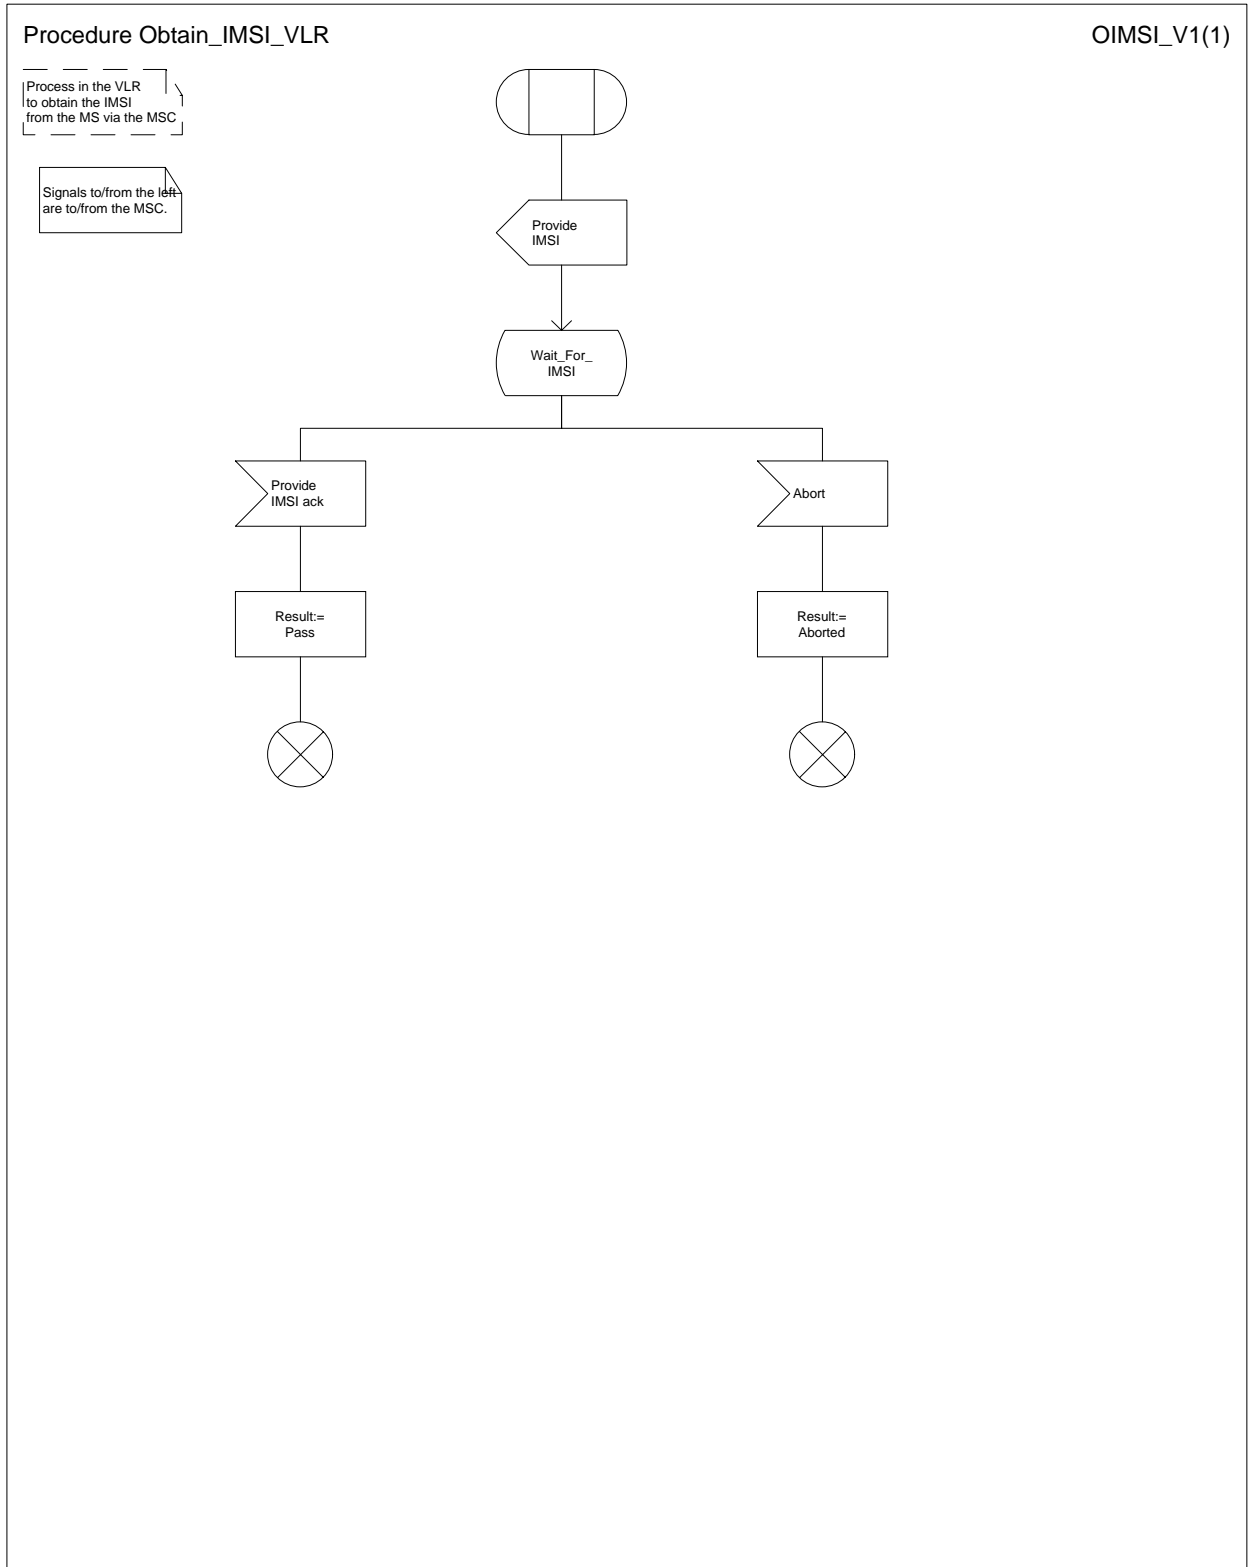 Procedure Obtain_IMSI_VLR
OIMSI_V1(1)
Process in the VLR
to obtain the IMSI
from the MS via the MSC
Signals to/from the left
are to/from the MSC.
Provide
IMSI
Wait_For_
IMSI
Provide
IMSI ack
Abort
Result:=
Pass
Result:=
Aborted